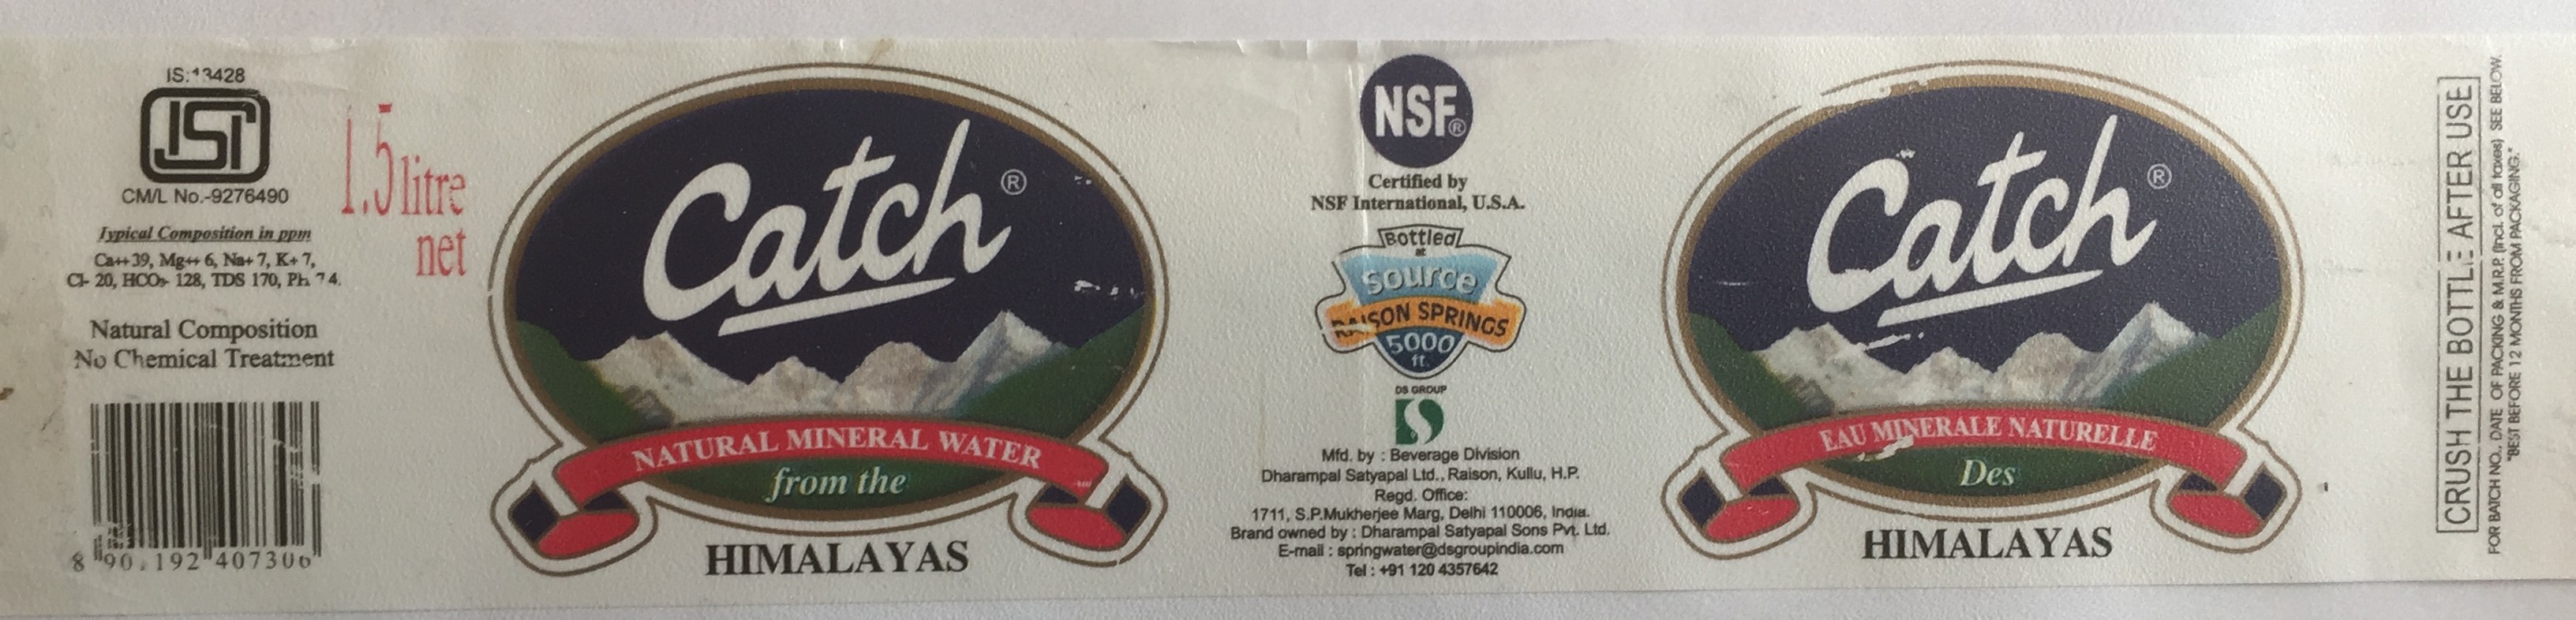 IS:13428
ISI
CM/L No.-9276490
Typical Composition in ppm
Ca++ 39, Mg++ 6, Na+ 7, K+ 7,
Cl- 20, HCO3- 128, TDS 170, Ph 7 4.
Natural Composition
No Chemical Treatment
192 407306
1.5 litre
net
Catch®
NATURAL MINERAL WATER
from the
HIMALAYAS
NSF®
Certified by
NSF International, U.S.A.
Bottled
at
source
RAISON SPRINGS
5000
ft.
DS GROUP
Mfd. by : Beverage Division
Dharampal Satyapal Ltd., Raison, Kullu, H.P.
Regd. Office:
1711, S.P.Mukherjee Marg, Delhi 110006, India.
Brand owned by : Dharampal Satyapal Sons Pvt. Ltd.
E-mail : springwater@dsgroupindia.com
Tel : +91 120 4357642
Catch®
EAU MINERALE NATURELLE
Des
HIMALAYAS
CRUSH THE BOTTLE AFTER USE
FOR BATCH NO., DATE OF PACKING & M.R.P. (Incl. of all taxes) SEE BELOW.
"BEST BEFORE 12 MONTHS FROM PACKAGING."